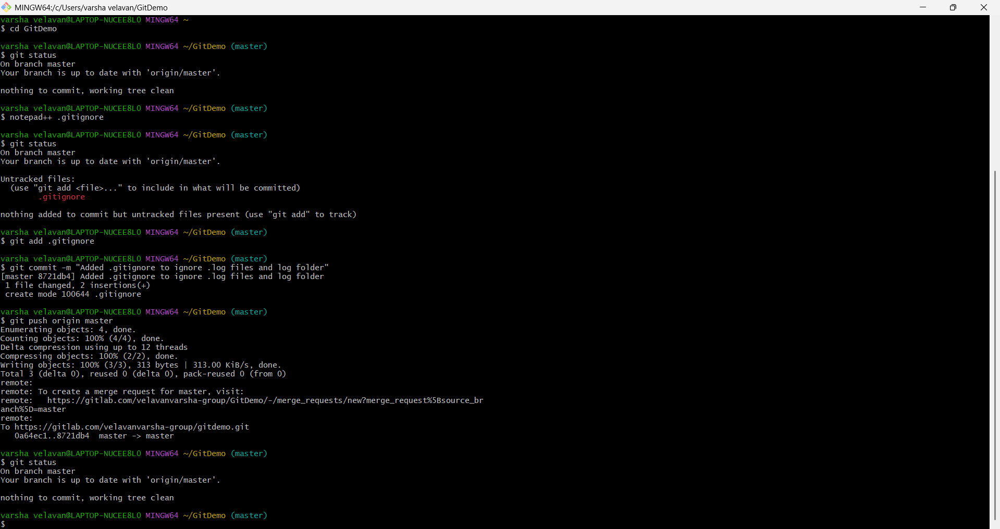 MINGW64:/c/Users/varsha velavan/GitDemo
varsha velavan@LAPTOP-NUCEE8L0 MINGW64 ~
$ cd GitDemo
varsha velavan@LAPTOP-NUCEE8L0 MINGW64 ~/GitDemo (master)
$ git status
On branch master
Your branch is up to date with 'origin/master'.
nothing to commit, working tree clean
varsha velavan@LAPTOP-NUCEE8L0 MINGW64 ~/GitDemo (master)
$ notepad++ .gitignore
varsha velavan@LAPTOP-NUCEE8L0 MINGW64 ~/GitDemo (master)
$ git status
On branch master
Your branch is up to date with 'origin/master'.
Untracked files:
  (use "git add <file>..." to include in what will be committed)
        .gitignore
nothing added to commit but untracked files present (use "git add" to track)
varsha velavan@LAPTOP-NUCEE8L0 MINGW64 ~/GitDemo (master)
$ git add .gitignore
varsha velavan@LAPTOP-NUCEE8L0 MINGW64 ~/GitDemo (master)
$ git commit -m "Added .gitignore to ignore .log files and log folder"
[master 8721db4] Added .gitignore to ignore .log files and log folder
 1 file changed, 2 insertions(+)
 create mode 100644 .gitignore
varsha velavan@LAPTOP-NUCEE8L0 MINGW64 ~/GitDemo (master)
$ git push origin master
Enumerating objects: 4, done.
Counting objects: 100% (4/4), done.
Delta compression using up to 12 threads
Compressing objects: 100% (2/2), done.
Writing objects: 100% (3/3), 313 bytes | 313.00 KiB/s, done.
Total 3 (delta 0), reused 0 (delta 0), pack-reused 0 (from 0)
remote:
remote: To create a merge request for master, visit:
remote:   https://gitlab.com/velavanvarsha-group/GitDemo/-/merge_requests/new?merge_request%5Bsource_br
anch%5D=master
remote:
To https://gitlab.com/velavanvarsha-group/gitdemo.git
   0a64ec1..8721db4  master -> master
varsha velavan@LAPTOP-NUCEE8L0 MINGW64 ~/GitDemo (master)
$ git status
On branch master
Your branch is up to date with 'origin/master'.
nothing to commit, working tree clean
varsha velavan@LAPTOP-NUCEE8L0 MINGW64 ~/GitDemo (master)
$